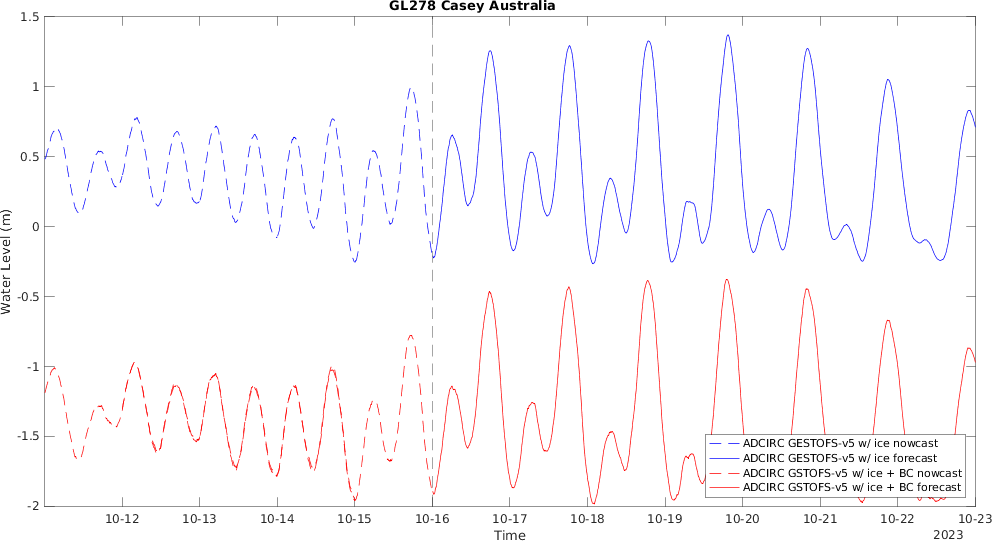 GL278 Casey Australia
1.5
1
0.5
0
-0.5
-1
-1.5
-2
Water Level (m)
ADCIRC GESTOFS-v5 w/ ice nowcast
ADCIRC GESTOFS-v5 w/ ice forecast
ADCIRC GSTOFS-v5 w/ ice + BC nowcast
ADCIRC GSTOFS-v5 w/ ice + BC forecast
10-12 10-13 10-14 10-15 10-16 10-17 10-18 10-19 10-20 10-21 10-22 10-23
Time
2023